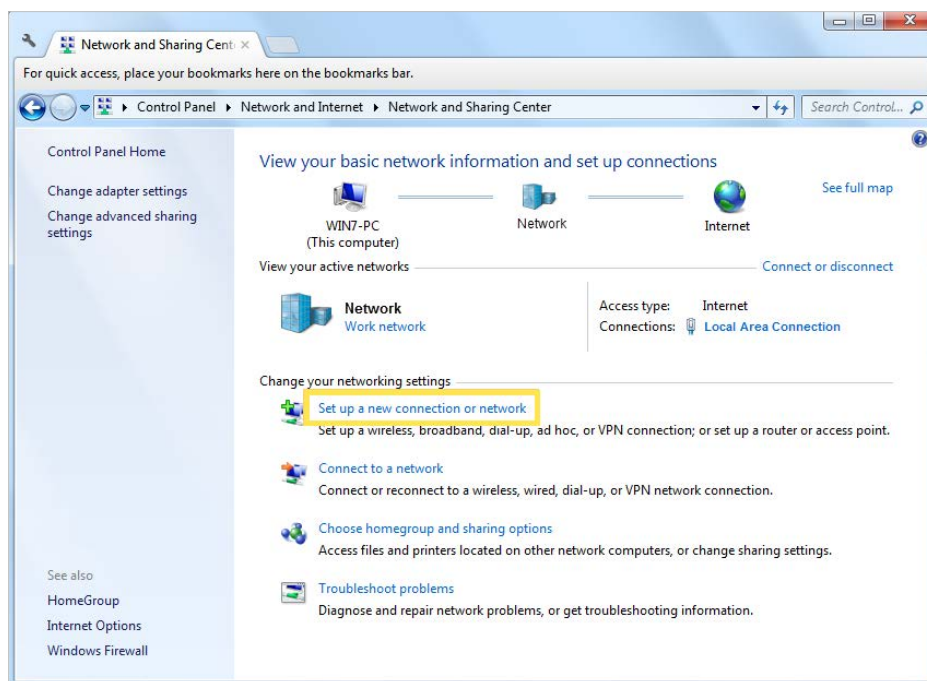 Network and Sharing Cent
For quick access, place your bookmarks here on the bookmarks bar.
Control Panel Network and Internet Network and Sharing Center Search Control...
Control Panel Home
Change adapter settings
Change advanced sharing
settings
See also
HomeGroup
Internet Options
Windows Firewall
View your basic network information and set up connections
See full map
WIN7-PC
(This computer)
Network
Internet
View your active networks Connect or disconnect
Network
Work network
Access type: Internet
Connections: Local Area Connection
Change your networking settings
Set up a new connection or network
Set up a wireless, broadband, dial-up, ad hoc, or VPN connection; or set up a router or access point.
Connect to a network
Connect or reconnect to a wireless, wired, dial-up, or VPN network connection.
Choose homegroup and sharing options
Access files and printers located on other network computers, or change sharing settings.
Troubleshoot problems
Diagnose and repair network problems, or get troubleshooting information.